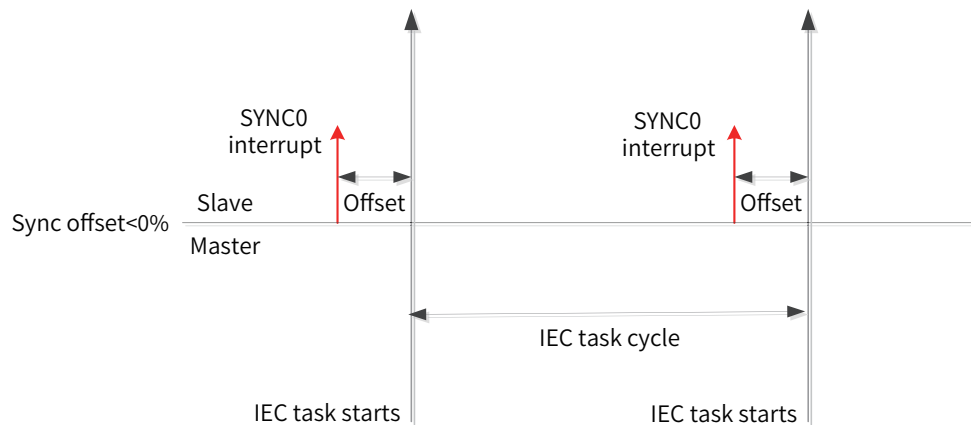 SYNC0
interrupt
SYNC0
interrupt
Slave
Offset
Offset
Sync offset<0%
Master
IEC task cycle
IEC task starts
IEC task starts